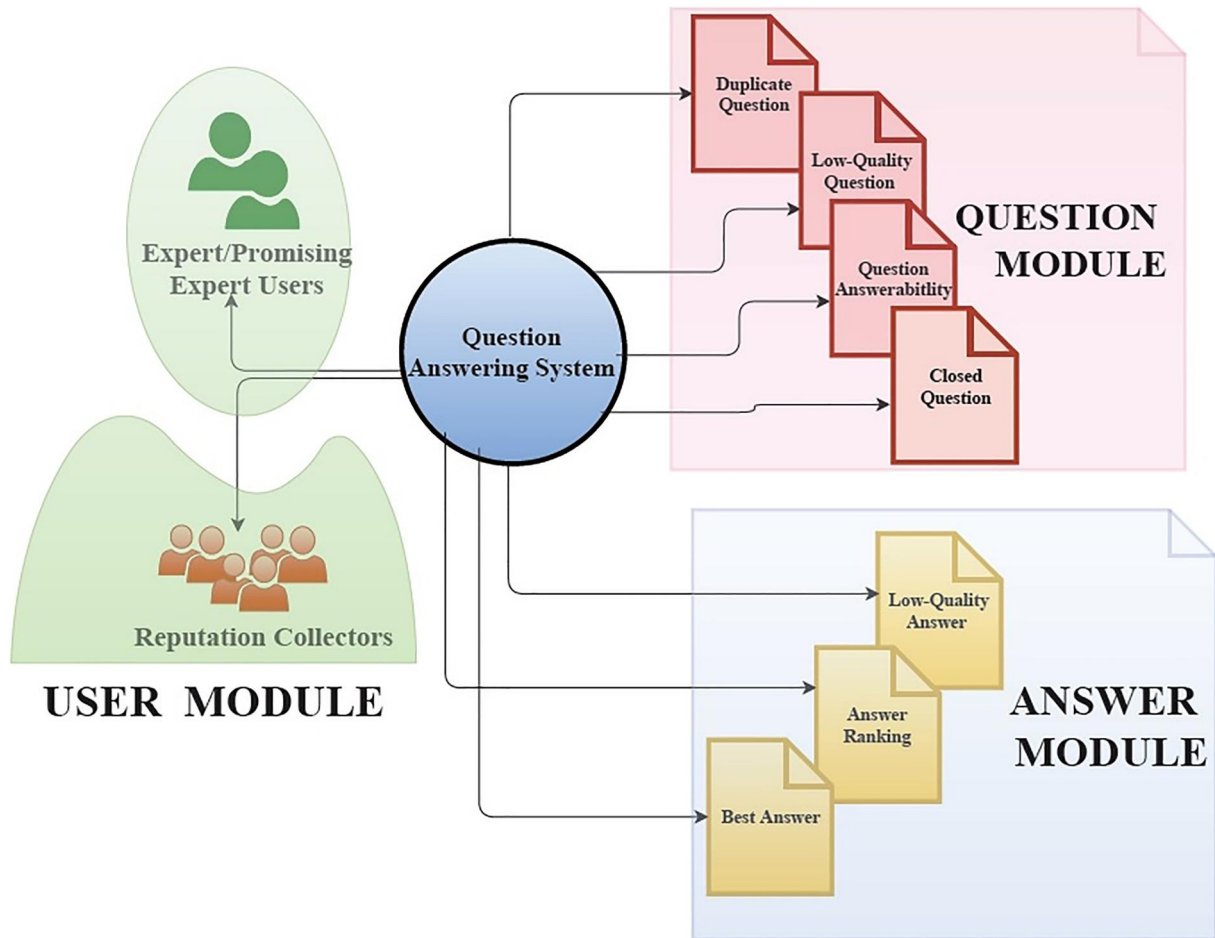 Duplicate
Question
Low-Quality
Question
Question
Answerabitlity
Closed
Question
QUESTION
MODULE
Expert/Promising
Expert Users
Question
Answering System
Reputation Collectors
USER MODULE
Low-Quality
Answer
Answer
Ranking
Best Answer
ANSWER
MODULE